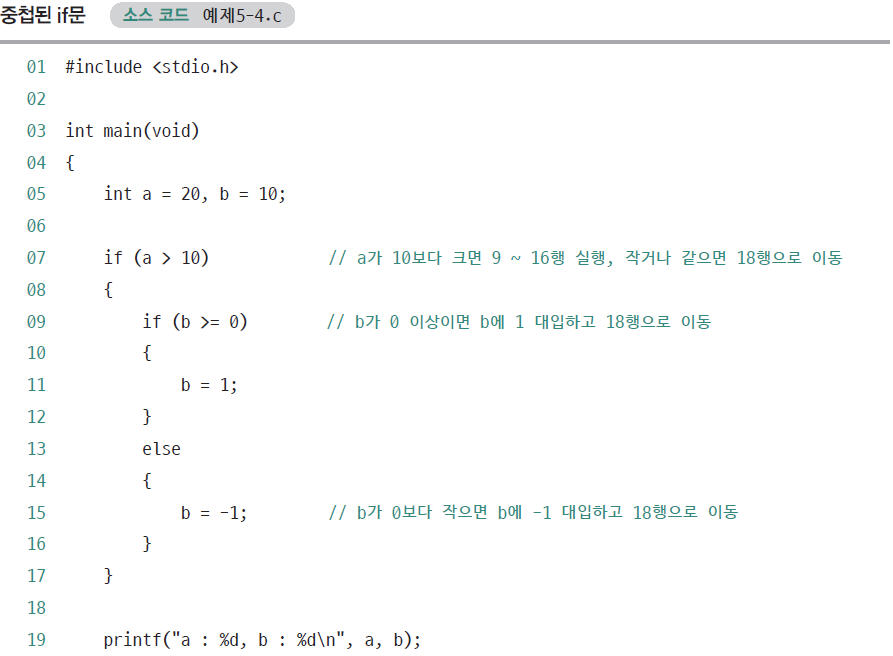 중첩된 if문 소스 코드 예제5-4.c
01 #include <stdio.h>
02
03 int main(void)
04 {
05     int a = 20, b = 10;
06
07     if (a > 10)            // a가 10보다 크면 9 ~ 16행 실행, 작거나 같으면 18행으로 이동
08     {
09         if (b >= 0)        // b가 0 이상이면 b에 1 대입하고 18행으로 이동
10         {
11             b = 1;
12         }
13         else
14         {
15             b = -1;        // b가 0보다 작으면 b에 -1 대입하고 18행으로 이동
16         }
17     }
18
19     printf("a : %d, b : %d\n", a, b);